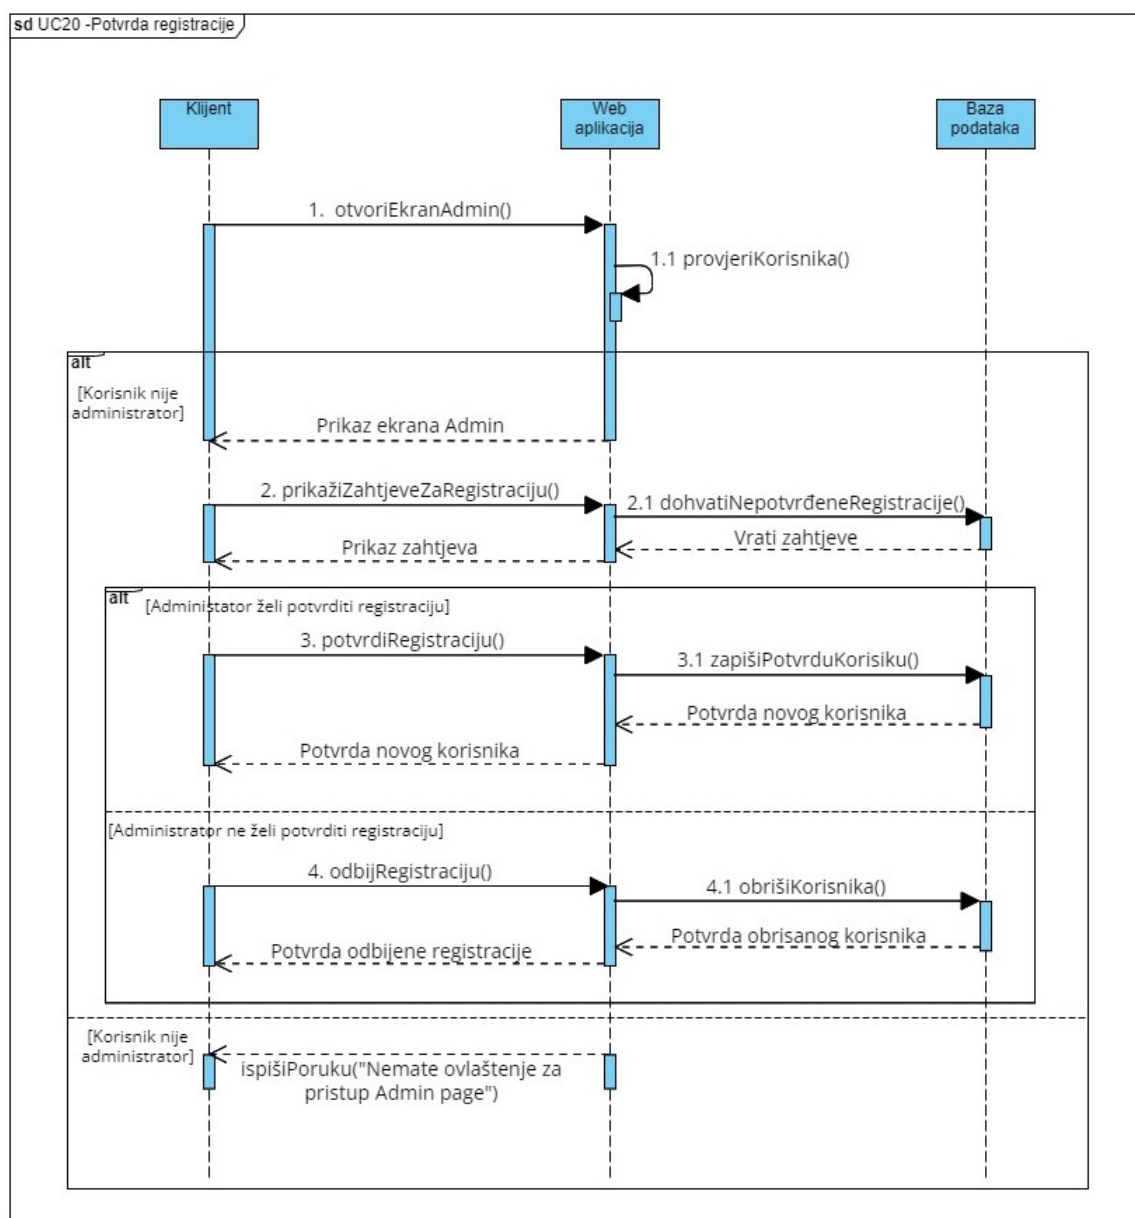 sd UC20 -Potvrda registracije
Klijent
Web
aplikacija
Baza
podataka
1. otvoriEkranAdmin()
1.1 provjeriKorisnika()
alt
[Korisnik nije
administrator]
Prikaz ekrana Admin
2. prikažiZahtjeveZaRegistraciju()
2.1 dohvatiNepotvrđeneRegistracije()
Vrati zahtjeve
Prikaz zahtjeva
alt
[Administator želi potvrditi registraciju]
3. potvrdiRegistraciju()
3.1 zapišiPotvrduKorisiku()
Potvrda novog korisnika
Potvrda novog korisnika
[Administrator ne želi potvrditi registraciju]
4. odbijRegistraciju()
4.1 obrišiKorisnika()
Potvrda obrisanog korisnika
Potvrda odbijene registracije
[Korisnik nije
administrator]
ispišiPoruku("Nemate ovlaštenje za
pristup Admin page")